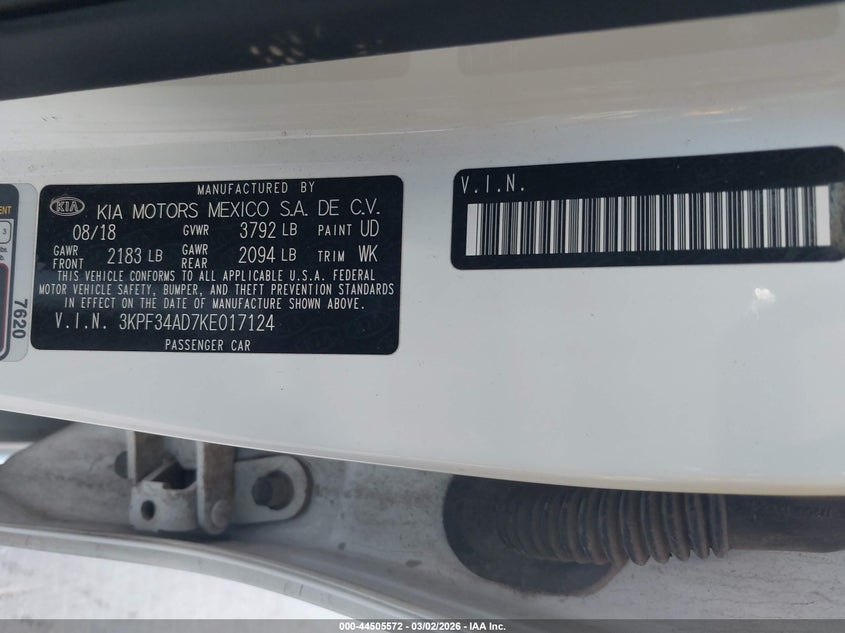 MANUFACTURED BY
KIA KIA MOTORS MEXICO S.A. DE C.V.
08/18 GVWR 3792 LB PAINT UD
GAWR FRONT 2183 LB GAWR REAR 2094 LB TRIM WK
THIS VEHICLE CONFORMS TO ALL APPLICABLE U.S.A. FEDERAL
MOTOR VEHICLE SAFETY, BUMPER, AND THEFT PREVENTION STANDARDS
IN EFFECT ON THE DATE OF MANUFACTURE SHOWN ABOVE.
V.I.N. 3KPF34AD7KE017124
PASSENGER CAR
V.I.N.
3
7620
000-44505572 | 03/02/2026 | IAA Inc.